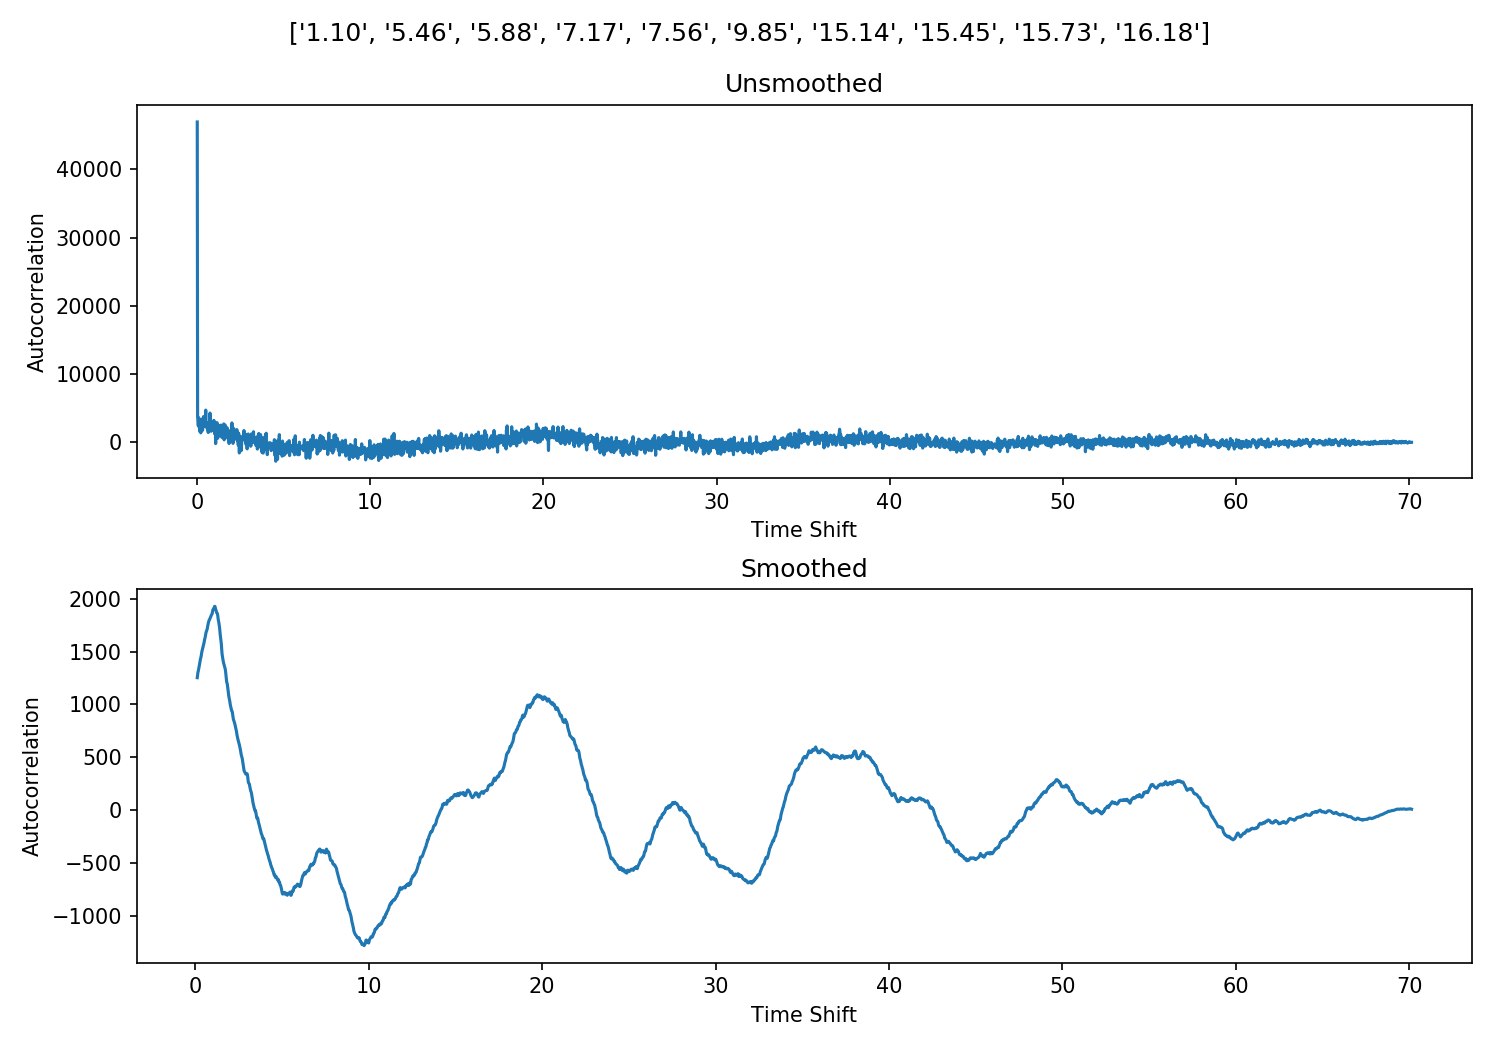 ['1.10', '5.46', '5.88', '7.17', '7.56', '9.85', '15.14', '15.45', '15.73', '16.18']
Unsmoothed
Autocorrelation
40000
30000
20000
10000
0
0 10 20 30 40 50 60 70
Time Shift
Smoothed
Autocorrelation
2000
1500
1000
500
0
−500
−1000
0 10 20 30 40 50 60 70
Time Shift